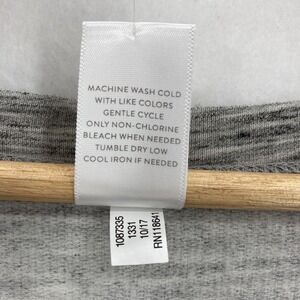 MACHINE WASH COLD
WITH LIKE COLORS
GENTLE CYCLE
ONLY NON-CHLORINE
BLEACH WHEN NEEDED
TUMBLE DRY LOW
COOL IRON IF NEEDED
1087335
1331
10/17
RN118641